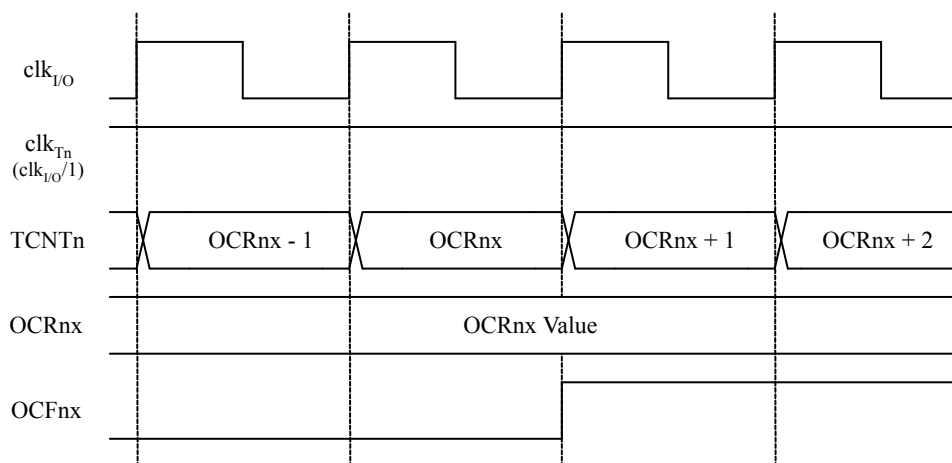 clkI/O
clkTn
(clkI/O/1)
TCNTn
OCRnx - 1
OCRnx
OCRnx + 1
OCRnx + 2
OCRnx
OCRnx Value
OCFnx